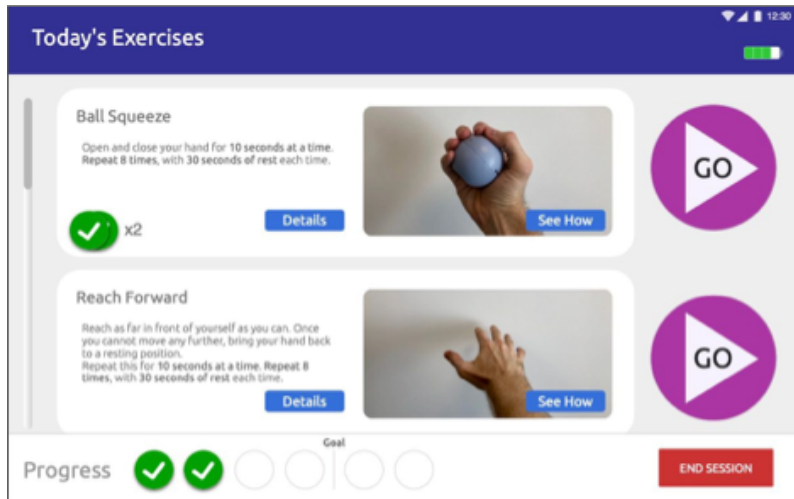 12:30
Today's Exercises
Ball Squeeze
Open and close your hand for 10 seconds at a time.
Repeat 8 times, with 30 seconds of rest each time.
x2
Details
See How
GO
Reach Forward
Reach as far in front of yourself as you can. Once
you cannot move any further, bring your hand back
to a resting position.
Repeat this for 10 seconds at a time. Repeat 8
times, with 30 seconds of rest each time.
Details
See How
GO
Goal
Progress
END SESSION